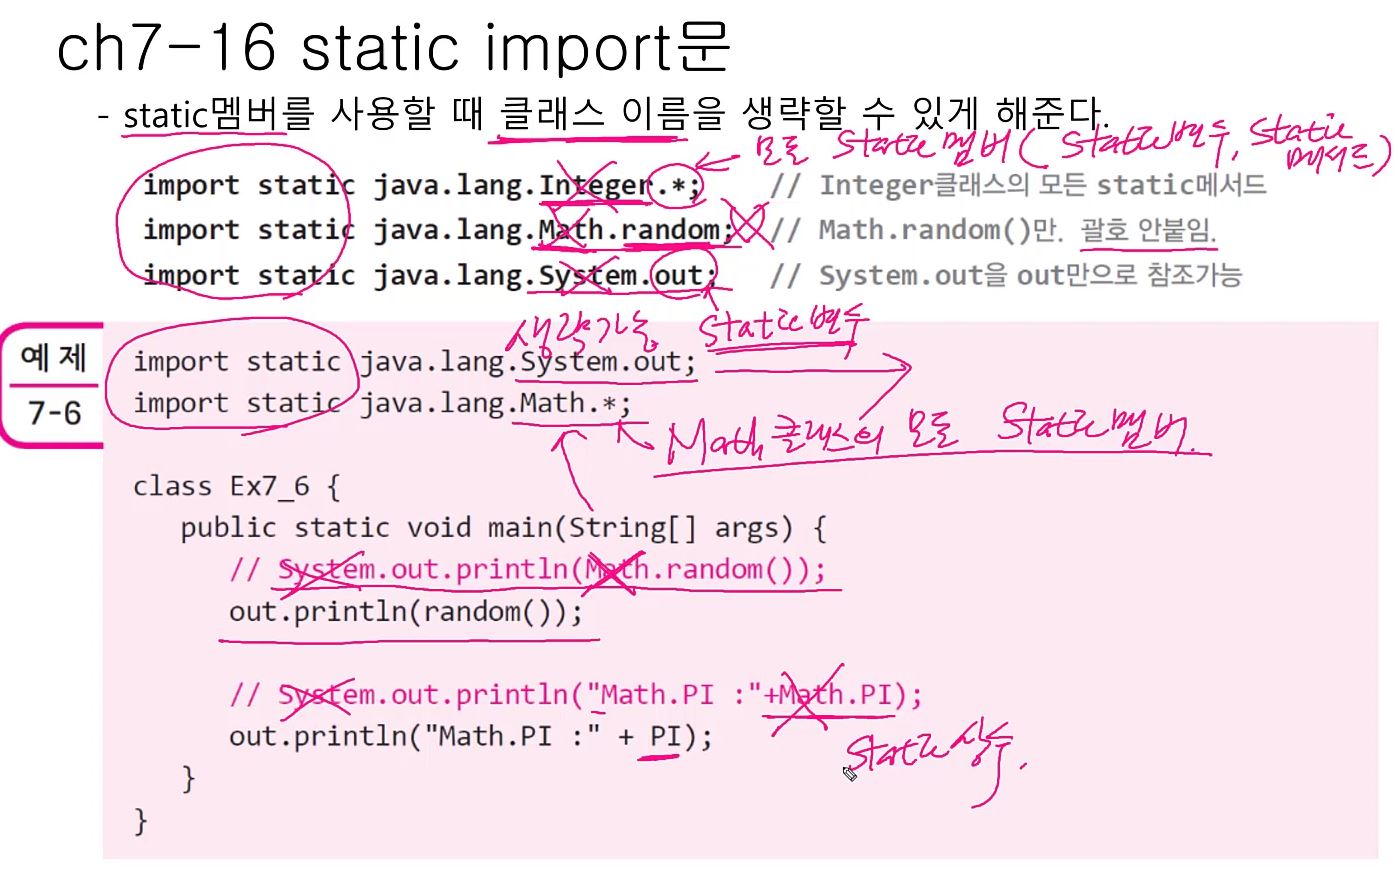 ch7-16 static import문
- static멤버를 사용할 때 클래스 이름을 생략할 수 있게 해준다.
모든 static 멤버( static변수, static 메서드)
import static java.lang.Integer.*; // Integer클래스의 모든 static메서드
import static java.lang.Math.random; // Math.random()만. 괄호 안붙임.
import static java.lang.System.out; // System.out을 out만으로 참조가능
생략가능 static변수
예제
7-6
import static java.lang.System.out;
import static java.lang.Math.*;
Math클래스의 모든 static멤버.
class Ex7_6 {
public static void main(String[] args) {
// System.out.println(Math.random());
out.println(random());
// System.out.println("Math.PI :"+Math.PI);
out.println("Math.PI :" + PI);
static상수.
}
}